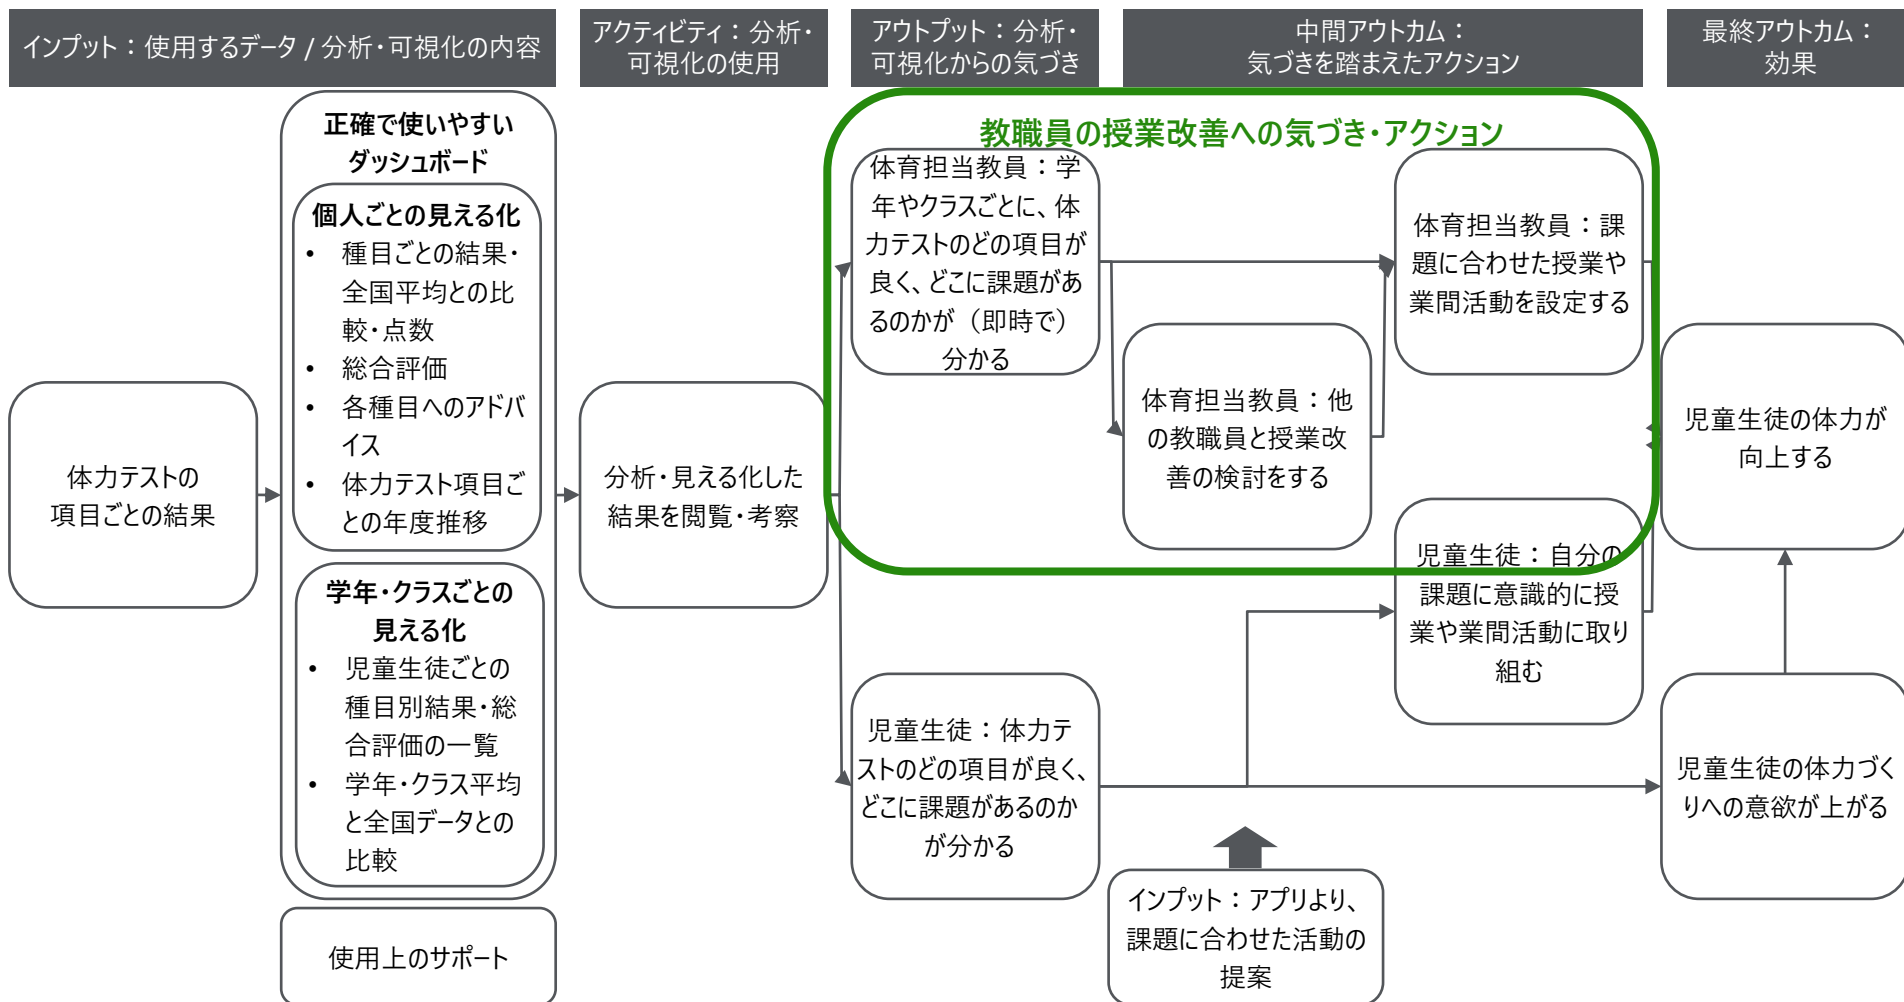 インプット：使用するデータ / 分析・可視化の内容
アクティビティ：分析・
可視化の使用
アウトプット：分析・
可視化からの気づき
中間アウトカム：
気づきを踏まえたアクション
最終アウトカム：
効果
体力テストの
項目ごとの結果
正確で使いやすい
ダッシュボード
個人ごとの見える化
• 種目ごとの結果・
全国平均との比
較・点数
• 総合評価
• 各種目へのアドバ
イス
• 体力テスト項目ご
との年度推移
学年・クラスごとの
見える化
• 児童生徒ごとの
種目別結果・総
合評価の一覧
• 学年・クラス平均
と全国データとの
比較
使用上のサポート
分析・見える化した
結果を閲覧・考察
教職員の授業改善への気づき・アクション
体育担当教員：学
年やクラスごとに、体
力テストのどの項目が
良く、どこに課題があ
るのかが（即時で）
分かる
体育担当教員：他
の教職員と授業改
善の検討をする
体育担当教員：課
題に合わせた授業や
業間活動を設定する
児童生徒：自分の
課題に意識的に授
業や業間活動に取り
組む
児童生徒：体力テ
ストのどの項目が良く、
どこに課題があるのか
が分かる
インプット：アプリより、
課題に合わせた活動の
提案
児童生徒の体力が
向上する
児童生徒の体力づく
りへの意欲が上がる